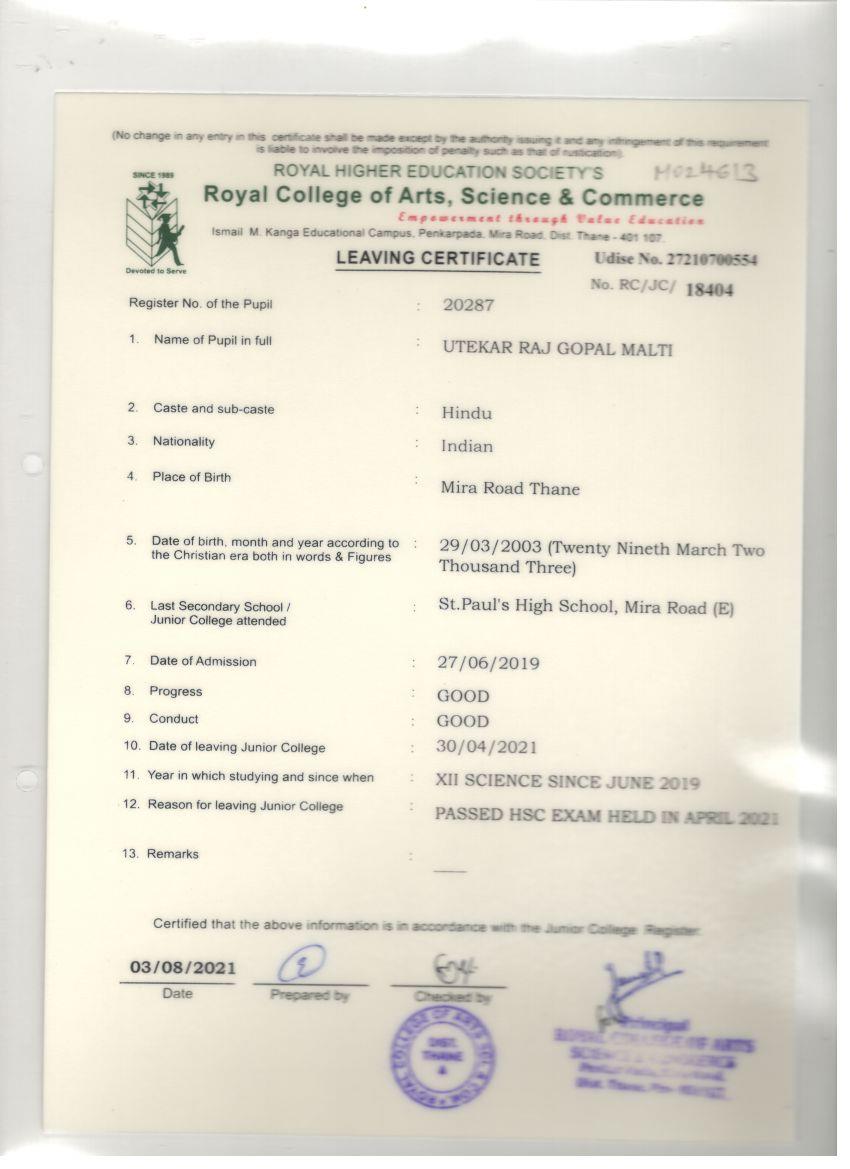 (No change in any entry in this certificate shall be made except by the authority issuing it and any infringement of this requirement
is liable to involve the imposition of penalty such as that of rustication).
ROYAL HIGHER EDUCATION SOCIETY'S
M024613
SINCE 1989
Royal College of Arts, Science & Commerce
Empowerment through Value Education
Ismail M. Kanga Educational Campus, Penkarpada, Mira Road, Dist. Thane - 401 107.
Devoted to Serve
LEAVING CERTIFICATE
Udise No. 27210700554
No. RC/JC/ 18404
Register No. of the Pupil : 20287
1. Name of Pupil in full : UTEKAR RAJ GOPAL MALTI
2. Caste and sub-caste : Hindu
3. Nationality : Indian
4. Place of Birth : Mira Road Thane
5. Date of birth, month and year according to : 29/03/2003 (Twenty Nineth March Two
the Christian era both in words & Figures Thousand Three)
6. Last Secondary School / : St.Paul's High School, Mira Road (E)
Junior College attended
7. Date of Admission : 27/06/2019
8. Progress : GOOD
9. Conduct : GOOD
10. Date of leaving Junior College : 30/04/2021
11. Year in which studying and since when : XII SCIENCE SINCE JUNE 2019
12. Reason for leaving Junior College : PASSED HSC EXAM HELD IN APRIL 2021
13. Remarks :
Certified that the above information is in accordance with the Junior College Register.
03/08/2021
Date Prepared by Checked by
Principal
ROYAL COLLEGE OF ARTS
SCIENCE & COMMERCE
ROYAL COLLEGE OF ARTS SCI. & COM.
DIST.
THANE